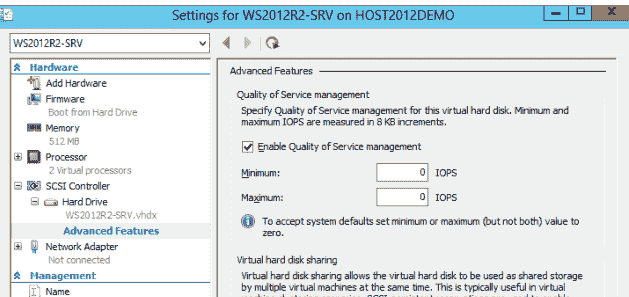 Settings for WS2012R2-SRV on HOST2012DEMO
WS2012R2-SRV
Hardware
Add Hardware
Firmware
Boot from Hard Drive
Memory
512 MB
Processor
2 Virtual processors
SCSI Controller
Hard Drive
WS2012R2-SRV.vhdx
Advanced Features
Network Adapter
Not connected
Management
Name
Advanced Features
Quality of Service management
Specify Quality of Service management for this virtual hard disk. Minimum and
maximum IOPS are measured in 8 KB increments.
Enable Quality of Service management
Minimum: 0 IOPS
Maximum: 0 IOPS
To accept system defaults set minimum or maximum (but not both) value to
zero.
Virtual hard disk sharing
Virtual hard disk sharing allows the virtual hard disk to be used as shared storage
by multiple virtual machines at the same time. This is typically useful in virtual